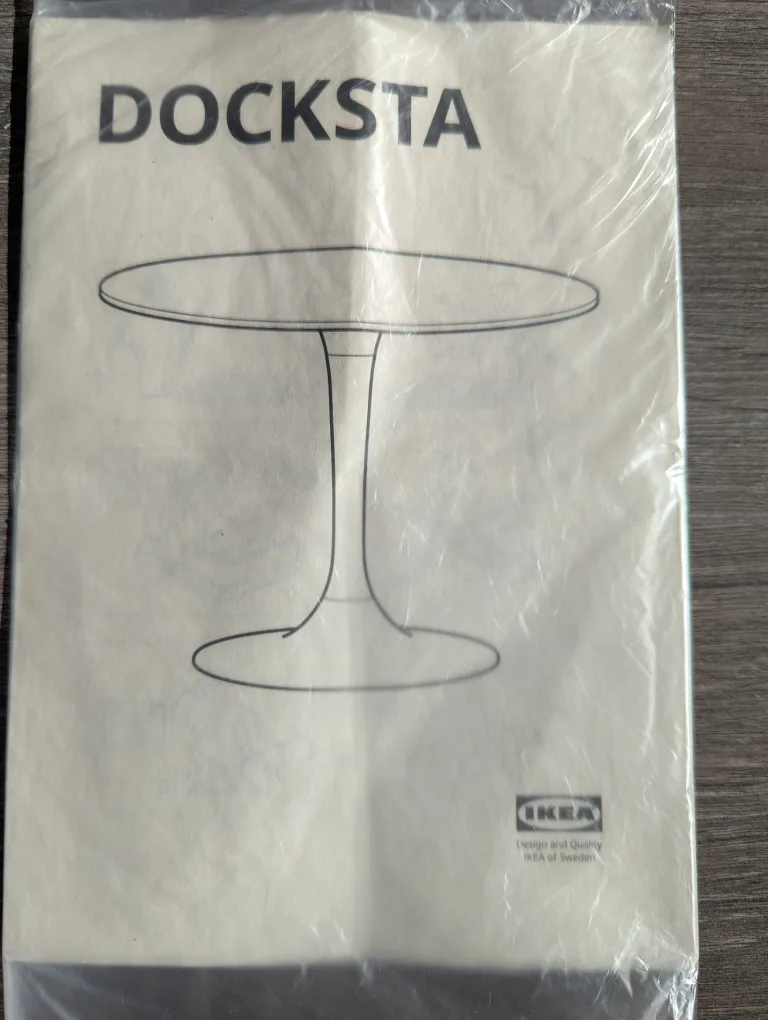 DOCKSTA
IKEA
Design and Quality
IKEA of Sweden